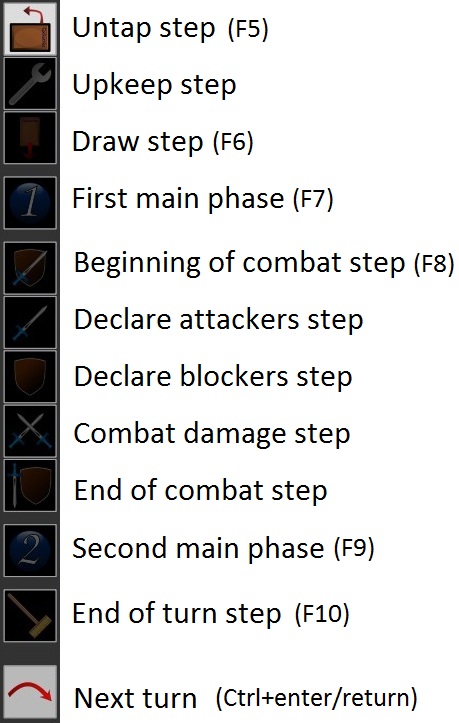 Untap step (F5)
Upkeep step
Draw step (F6)
1 First main phase (F7)
Beginning of combat step (F8)
Declare attackers step
Declare blockers step
Combat damage step
End of combat step
2 Second main phase (F9)
End of turn step (F10)
Next turn (Ctrl+enter/return)